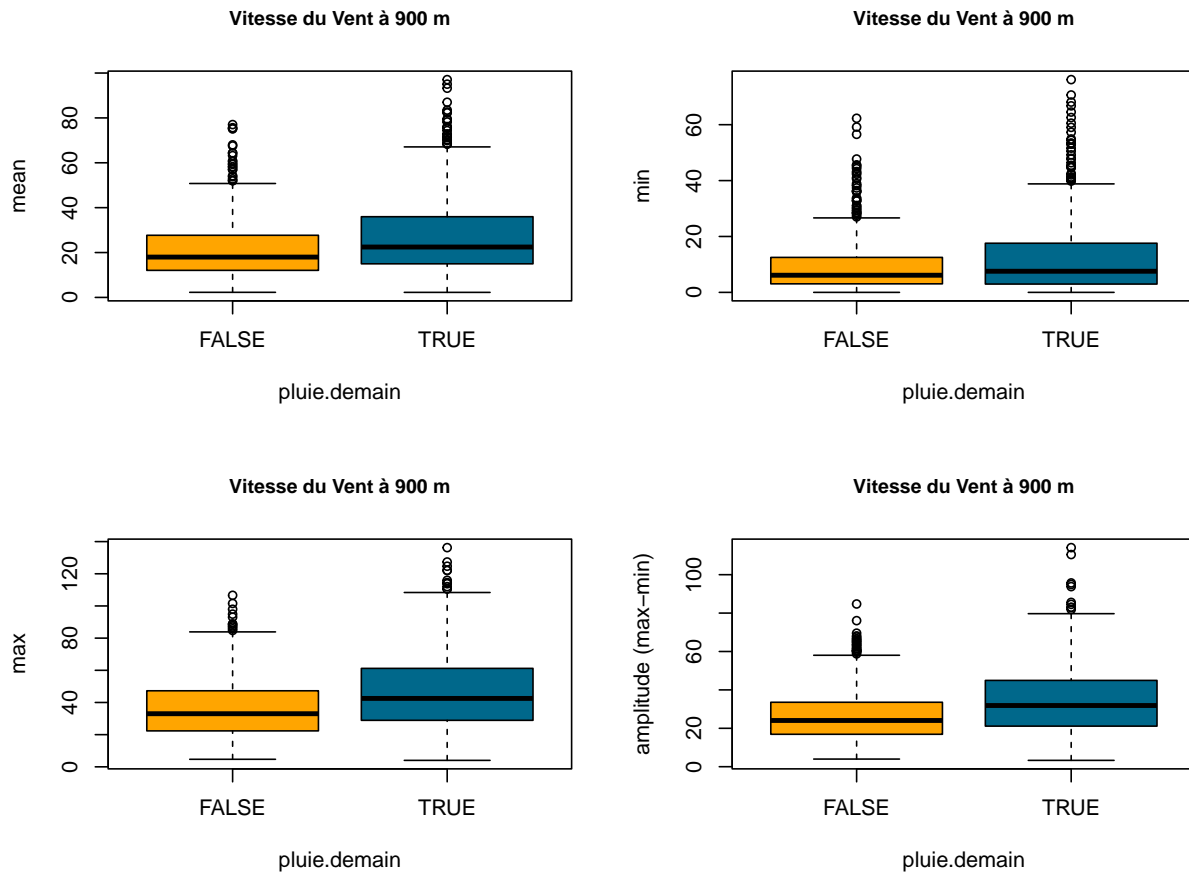 Vitesse du Vent à 900 m
mean
0 20 40 60 80
FALSE TRUE
pluie.demain
Vitesse du Vent à 900 m
min
0 20 40 60
FALSE TRUE
pluie.demain
Vitesse du Vent à 900 m
max
0 40 80 120
FALSE TRUE
pluie.demain
Vitesse du Vent à 900 m
amplitude (max−min)
0 20 60 100
FALSE TRUE
pluie.demain